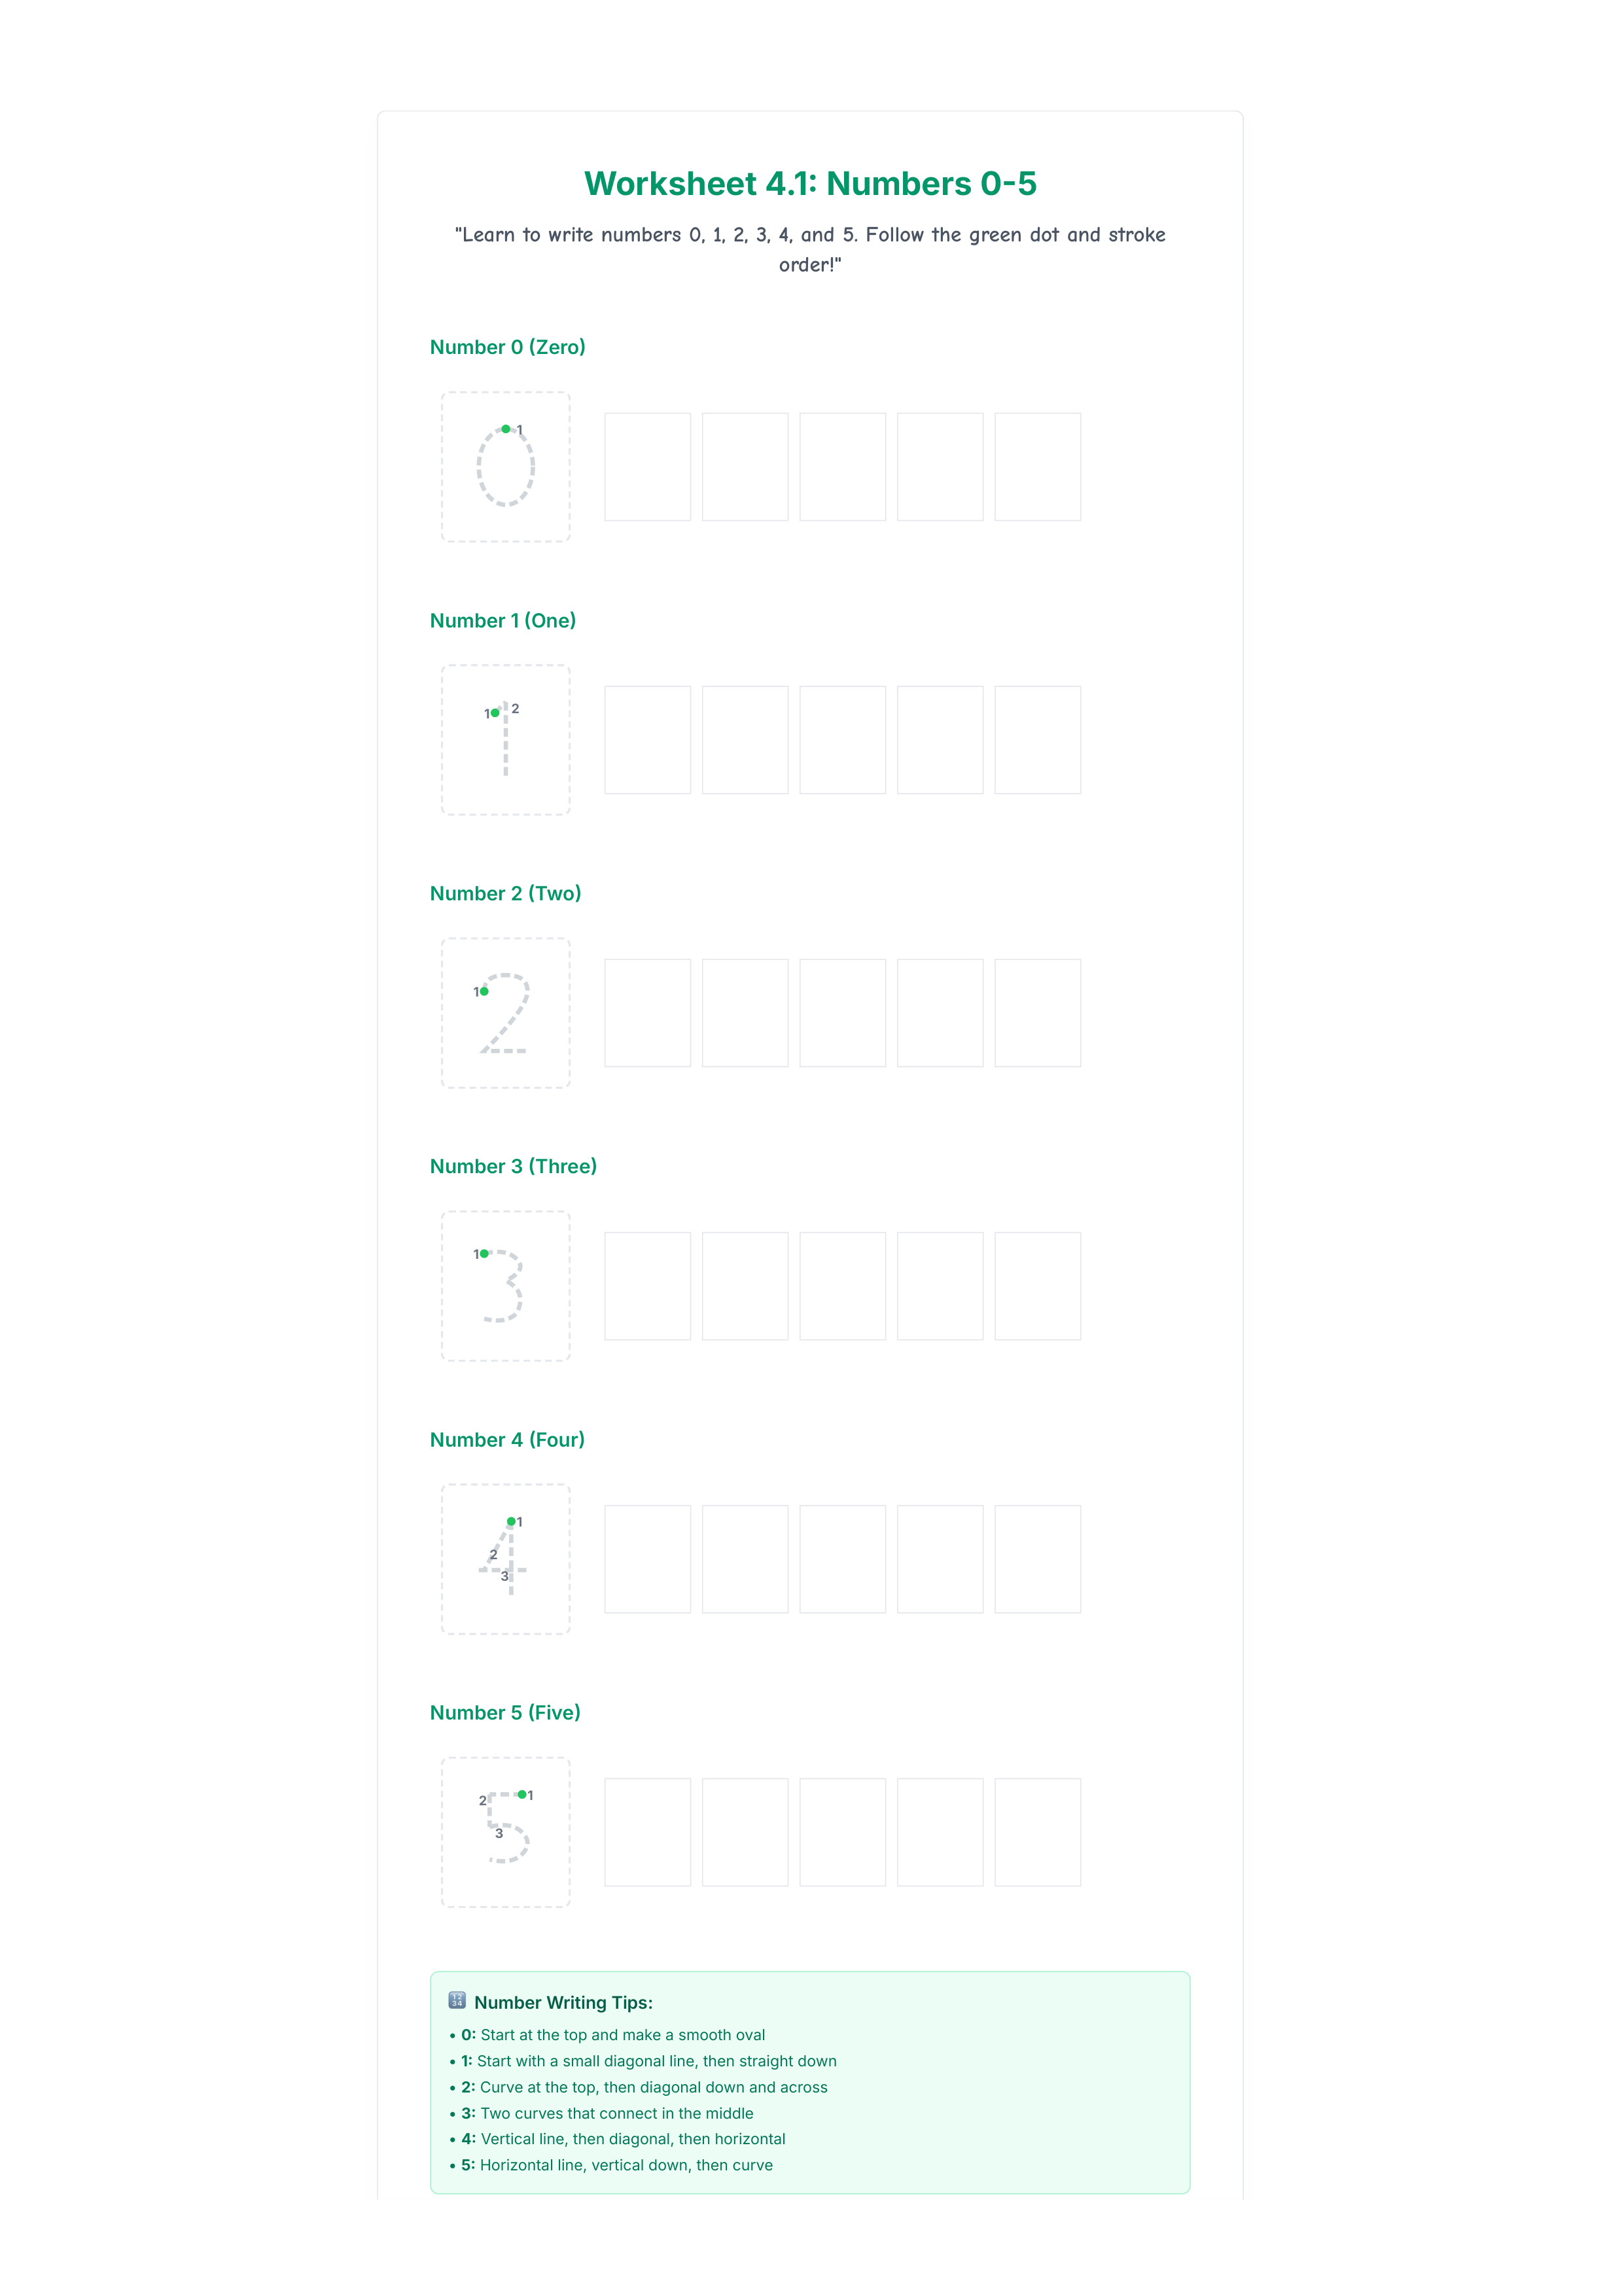 Worksheet 4.1: Numbers 0-5
"Learn to write numbers 0, 1, 2, 3, 4, and 5. Follow the green dot and stroke
order!"
Number 0 (Zero)
1
Number 1 (One)
1 2
Number 2 (Two)
1
Number 3 (Three)
1
Number 4 (Four)
1
2
3
Number 5 (Five)
1
2
3
🔢 Number Writing Tips:
• 0: Start at the top and make a smooth oval
• 1: Start with a small diagonal line, then straight down
• 2: Curve at the top, then diagonal down and across
• 3: Two curves that connect in the middle
• 4: Vertical line, then diagonal, then horizontal
• 5: Horizontal line, vertical down, then curve